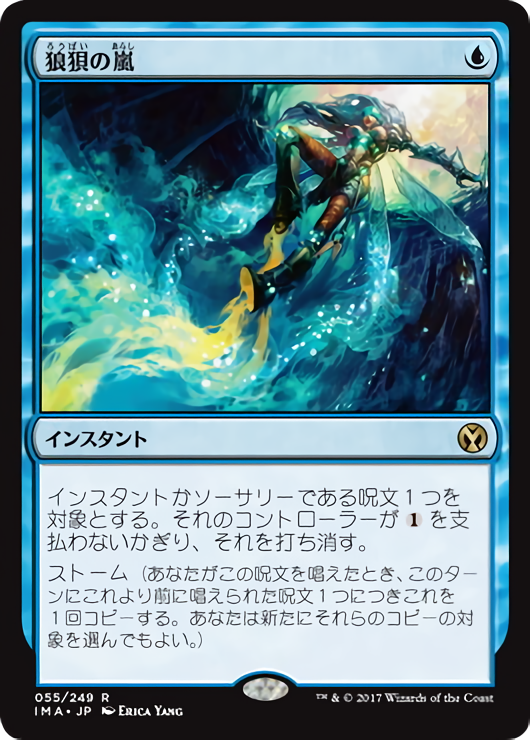 ろうばい あらし
狼狽の嵐
インスタント
インスタントかソーサリーである呪文１つを
対象とする。それのコントローラーが 1 を支
払わないかぎり、それを打ち消す。
ストーム（あなたがこの呪文を唱えたとき、このター
ンにこれより前に唱えられた呪文１つにつきこれを
１回コピーする。あなたは新たにそれらのコピーの対
象を選んでもよい。）
055/249 R
IMA・JP Erica Yang
™ & © 2017 Wizards of the Coast